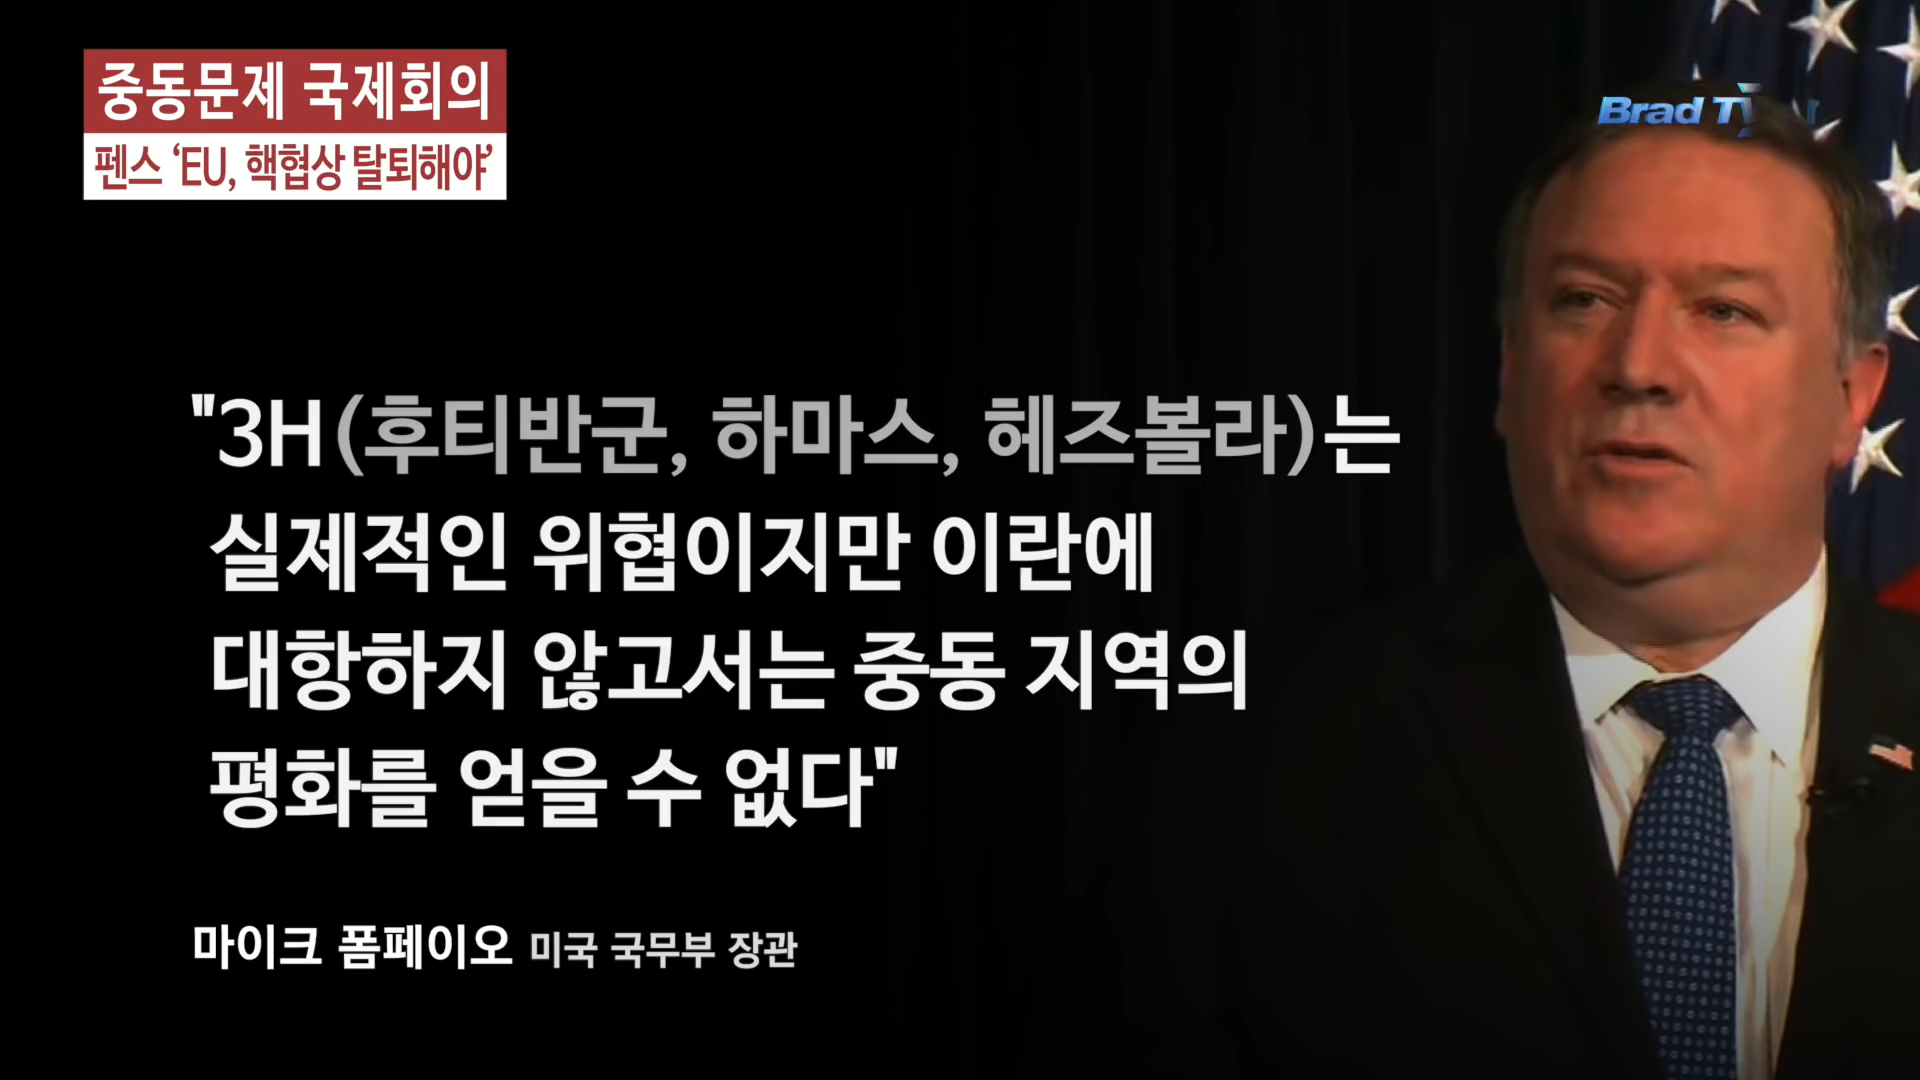 중동문제 국제회의
펜스 ‘EU, 핵협상 탈퇴해야’
Brad
"3H(후티반군, 하마스, 헤즈볼라)는
실제적인 위협이지만 이란에
대항하지 않고서는 중동 지역의
평화를 얻을 수 없다"
마이크 폼페이오 미국 국무부 장관